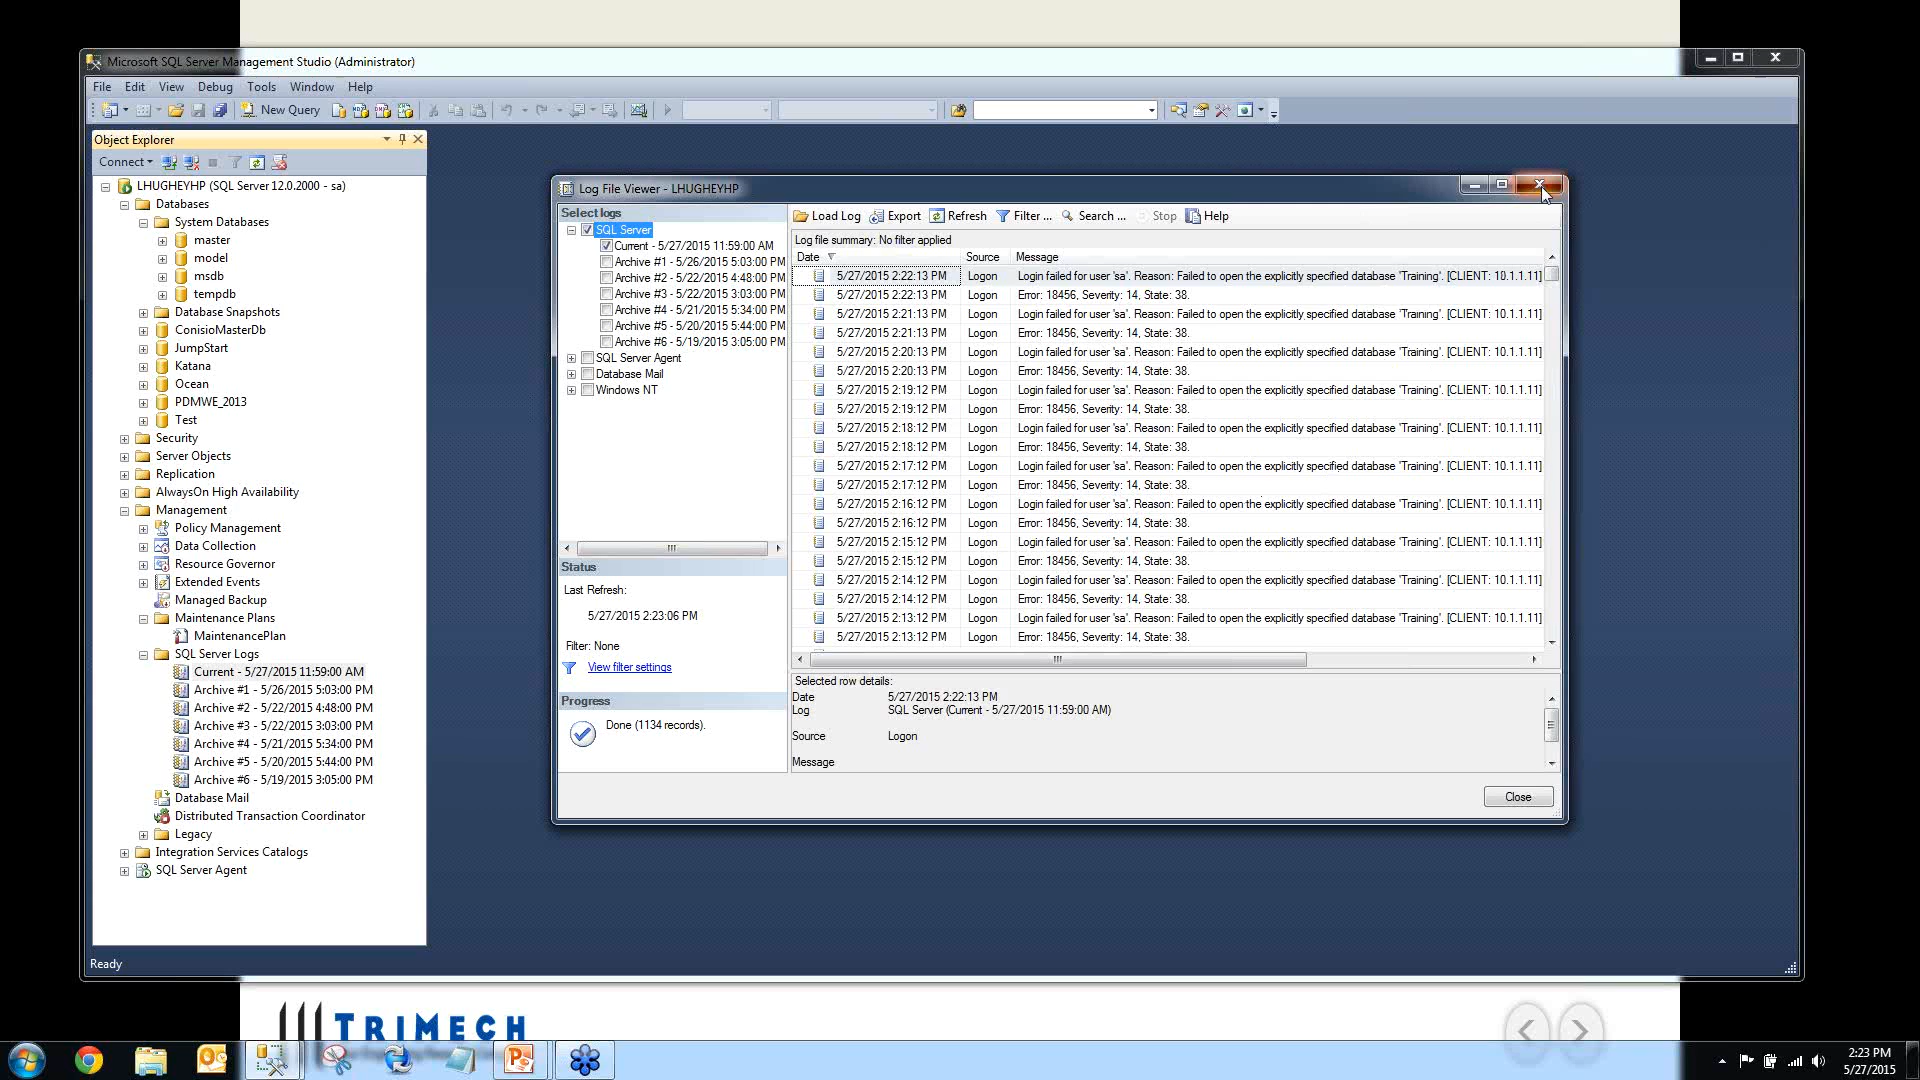 Microsoft SQL Server Management Studio (Administrator)
File Edit View Debug Tools Window Help
New Query
Object Explorer
Connect
LHUGHEYHP (SQL Server 12.0.2000 - sa)
Databases
System Databases
master
model
msdb
tempdb
Database Snapshots
ConisioMasterDb
JumpStart
Katana
Ocean
PDMWE_2013
Test
Security
Server Objects
Replication
AlwaysOn High Availability
Management
Policy Management
Data Collection
Resource Governor
Extended Events
Managed Backup
Maintenance Plans
MaintenancePlan
SQL Server Logs
Current - 5/27/2015 11:59:00 AM
Archive #1 - 5/26/2015 5:03:00 PM
Archive #2 - 5/22/2015 4:48:00 PM
Archive #3 - 5/22/2015 3:03:00 PM
Archive #4 - 5/21/2015 5:34:00 PM
Archive #5 - 5/20/2015 5:44:00 PM
Archive #6 - 5/19/2015 3:05:00 PM
Database Mail
Distributed Transaction Coordinator
Legacy
Integration Services Catalogs
SQL Server Agent
Ready
Log File Viewer - LHUGHEYHP
Select logs
SQL Server
Current - 5/27/2015 11:59:00 AM
Archive #1 - 5/26/2015 5:03:00 PM
Archive #2 - 5/22/2015 4:48:00 PM
Archive #3 - 5/22/2015 3:03:00 PM
Archive #4 - 5/21/2015 5:34:00 PM
Archive #5 - 5/20/2015 5:44:00 PM
Archive #6 - 5/19/2015 3:05:00 PM
SQL Server Agent
Database Mail
Windows NT
Status
Last Refresh:
5/27/2015 2:23:06 PM
Filter: None
View filter settings
Progress
Done (1134 records).
Load Log Export Refresh Filter ... Search ... Stop Help
Log file summary: No filter applied
Date Source Message
5/27/2015 2:22:13 PM Logon Login failed for user 'sa'. Reason: Failed to open the explicitly specified database 'Training'. [CLIENT: 10.1.1.11]
5/27/2015 2:22:13 PM Logon Error: 18456, Severity: 14, State: 38.
5/27/2015 2:21:13 PM Logon Login failed for user 'sa'. Reason: Failed to open the explicitly specified database 'Training'. [CLIENT: 10.1.1.11]
5/27/2015 2:21:13 PM Logon Error: 18456, Severity: 14, State: 38.
5/27/2015 2:20:13 PM Logon Login failed for user 'sa'. Reason: Failed to open the explicitly specified database 'Training'. [CLIENT: 10.1.1.11]
5/27/2015 2:20:13 PM Logon Error: 18456, Severity: 14, State: 38.
5/27/2015 2:19:12 PM Logon Login failed for user 'sa'. Reason: Failed to open the explicitly specified database 'Training'. [CLIENT: 10.1.1.11]
5/27/2015 2:19:12 PM Logon Error: 18456, Severity: 14, State: 38.
5/27/2015 2:18:12 PM Logon Login failed for user 'sa'. Reason: Failed to open the explicitly specified database 'Training'. [CLIENT: 10.1.1.11]
5/27/2015 2:18:12 PM Logon Error: 18456, Severity: 14, State: 38.
5/27/2015 2:17:12 PM Logon Login failed for user 'sa'. Reason: Failed to open the explicitly specified database 'Training'. [CLIENT: 10.1.1.11]
5/27/2015 2:17:12 PM Logon Error: 18456, Severity: 14, State: 38.
5/27/2015 2:16:12 PM Logon Login failed for user 'sa'. Reason: Failed to open the explicitly specified database 'Training'. [CLIENT: 10.1.1.11]
5/27/2015 2:16:12 PM Logon Error: 18456, Severity: 14, State: 38.
5/27/2015 2:15:12 PM Logon Login failed for user 'sa'. Reason: Failed to open the explicitly specified database 'Training'. [CLIENT: 10.1.1.11]
5/27/2015 2:15:12 PM Logon Error: 18456, Severity: 14, State: 38.
5/27/2015 2:14:12 PM Logon Login failed for user 'sa'. Reason: Failed to open the explicitly specified database 'Training'. [CLIENT: 10.1.1.11]
5/27/2015 2:14:12 PM Logon Error: 18456, Severity: 14, State: 38.
5/27/2015 2:13:12 PM Logon Login failed for user 'sa'. Reason: Failed to open the explicitly specified database 'Training'. [CLIENT: 10.1.1.11]
5/27/2015 2:13:12 PM Logon Error: 18456, Severity: 14, State: 38.
Selected row details:
Date 5/27/2015 2:22:13 PM
Log SQL Server (Current - 5/27/2015 11:59:00 AM)
Source Logon
Message
Close
TRIMECH
2:23 PM
5/27/2015